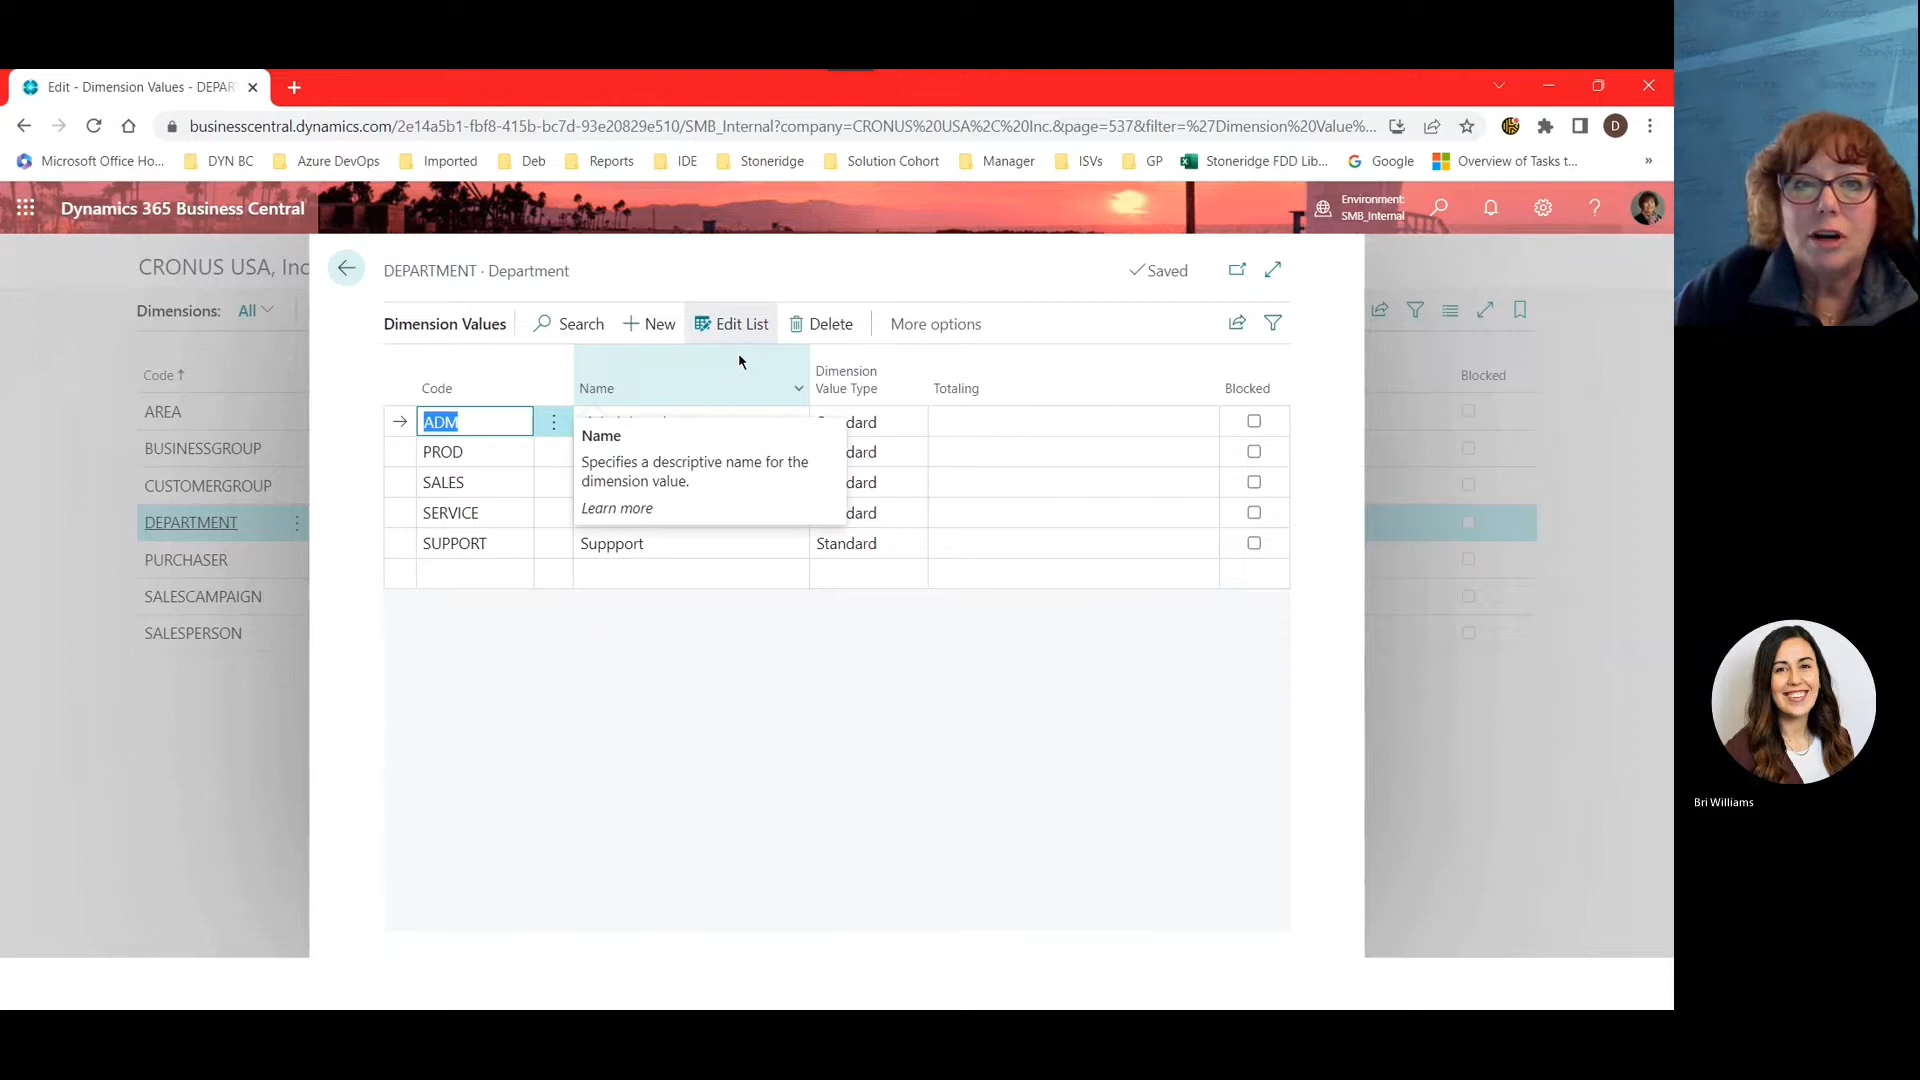 Edit - Dimension Values - DEPAR
businesscentral.dynamics.com/2e14a5b1-fbf8-415b-bc7d-93e20829e510/SMB_Internal?company=CRONUS%20USA%2C%20Inc.&page=537&filter=%27Dimension%20Value%...
D
Microsoft Office Ho... DYN BC Azure DevOps Imported Deb Reports IDE Stoneridge Solution Cohort Manager ISVs GP Stoneridge FDD Lib... Google Overview of Tasks t... »
Dynamics 365 Business Central
Environment:
SMB_Internal
CRONUS USA, Inc
Dimensions: All
Code ↑
AREA
BUSINESSGROUP
CUSTOMERGROUP
DEPARTMENT
PURCHASER
SALESCAMPAIGN
SALESPERSON
DEPARTMENT · Department
Saved
Dimension Values Search New Edit List Delete More options
Code Name Dimension Value Type Totaling Blocked
ADM dard
PROD dard
SALES dard
SERVICE dard
SUPPORT Suppport Standard
Name
Specifies a descriptive name for the
dimension value.
Learn more
Blocked
Bri Williams